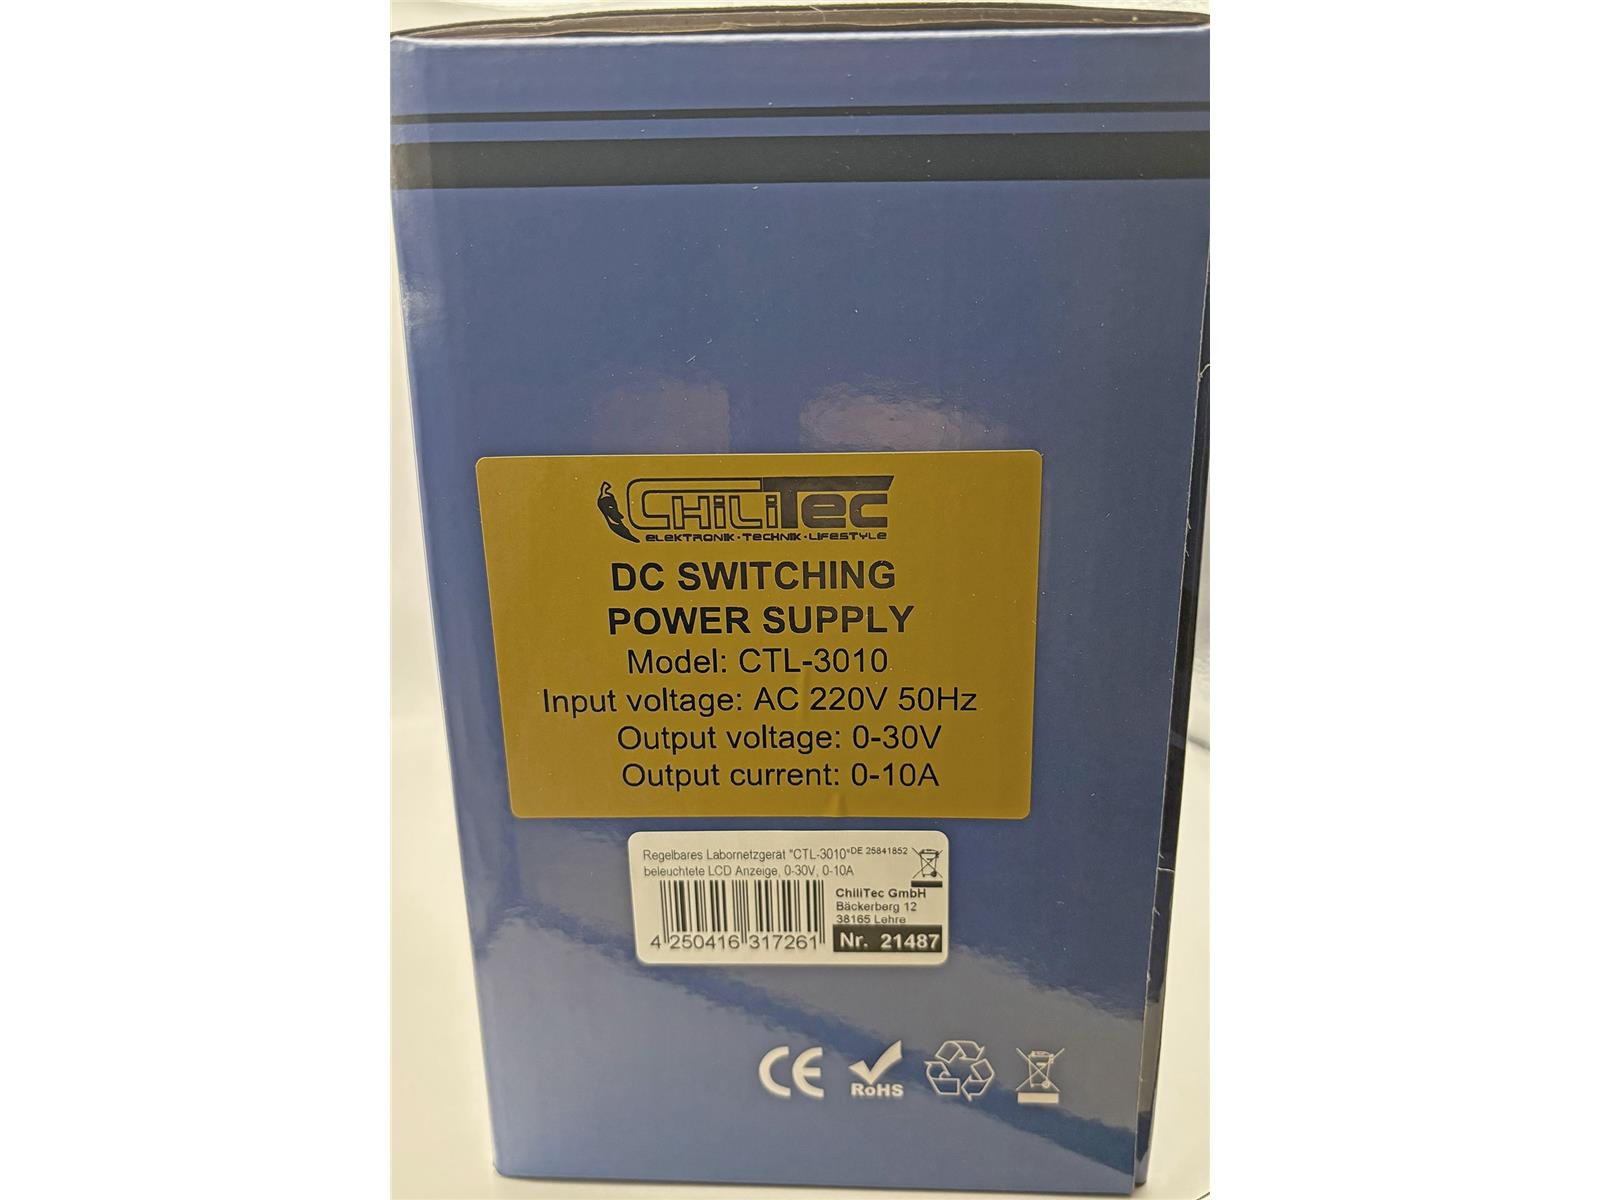 CHILITEC
ELEKTRONIK·TECHNIK·LIFESTYLE
DC SWITCHING
POWER SUPPLY
Model: CTL-3010
Input voltage: AC 220V 50Hz
Output voltage: 0-30V
Output current: 0-10A
Regelbares Labornetzgerät "CTL-3010" DE 25841852
beleuchtete LCD Anzeige, 0-30V, 0-10A
ChiliTec GmbH
Bäckerberg 12
38165 Lehre
4 250416 317261
Nr. 21487
CE
RoHS